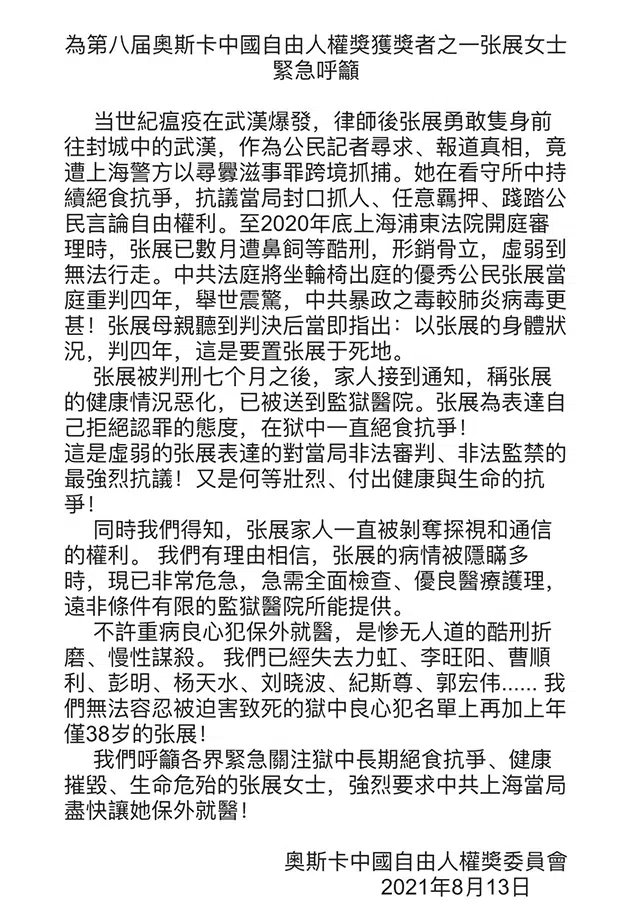 為第八届奧斯卡中國自由人權獎獲獎者之一张展女士
緊急呼籲
当世紀瘟疫在武漢爆發，律師後张展勇敢隻身前
往封城中的武漢，作為公民記者尋求、報道真相，竟
遭上海警方以尋釁滋事罪跨境抓捕。她在看守所中持
續絕食抗爭，抗議當局封口抓人、任意羈押、踐踏公
民言論自由權利。至2020年底上海浦東法院開庭審
理時，张展已數月遭鼻飼等酷刑，形銷骨立，虛弱到
無法行走。中共法庭將坐輪椅出庭的優秀公民张展當
庭重判四年，舉世震驚，中共暴政之毒較肺炎病毒更
甚！张展母親聽到判決后當即指出：以张展的身體狀
況，判四年，這是要置张展于死地。
张展被判刑七个月之後，家人接到通知，稱张展
的健康情況惡化，已被送到監獄醫院。张展為表達自
己拒絕認罪的態度，在狱中一直絕食抗爭！
這是虛弱的张展表達的對當局非法審判、非法監禁的
最強烈抗議！又是何等壯烈、付出健康與生命的抗
爭！
同時我們得知，张展家人一直被剝奪探視和通信
的權利。 我們有理由相信，张展的病情被隱瞞多
時，現已非常危急，急需全面檢查、優良醫療護理，
遠非條件有限的監獄醫院所能提供。
不許重病良心犯保外就醫，是慘无人道的酷刑折
磨、慢性謀殺。 我們已經失去力虹、李旺阳、曹順
利、彭明、杨天水、刘晓波、紀斯尊、郭宏伟...... 我
們無法容忍被迫害致死的獄中良心犯名單上再加上年
僅38岁的张展！
我們呼籲各界緊急關注獄中長期絕食抗爭、健康
摧毀、生命危殆的张展女士，強烈要求中共上海當局
盡快讓她保外就醫！
奧斯卡中國自由人權獎委員會
2021年8月13日